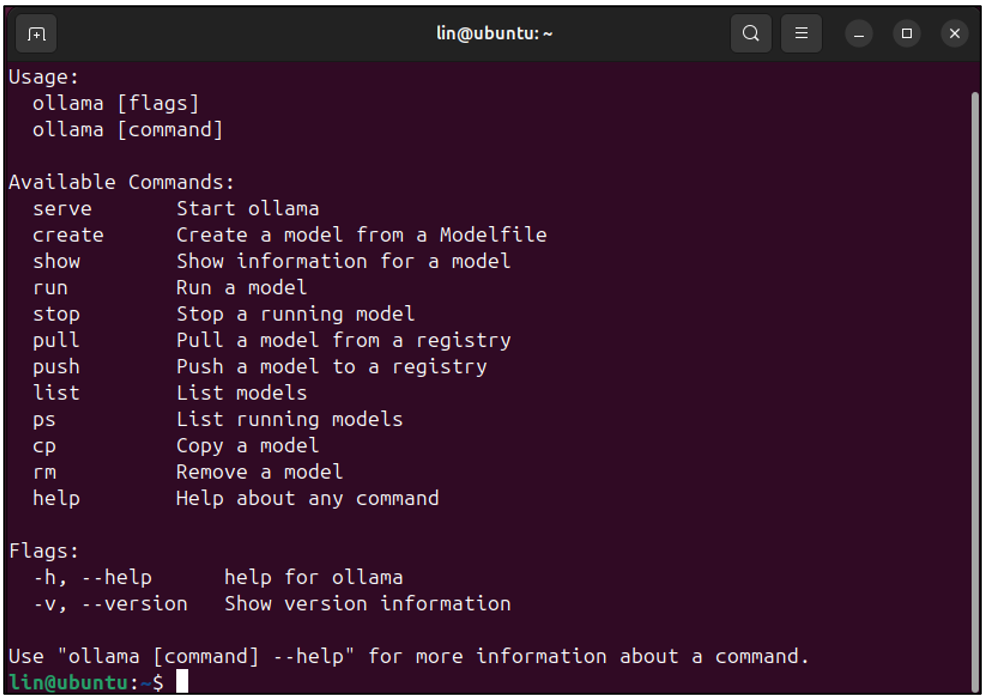 lin@ubuntu: ~
Usage:
  ollama [flags]
  ollama [command]

Available Commands:
  serve       Start ollama
  create      Create a model from a Modelfile
  show        Show information for a model
  run         Run a model
  stop        Stop a running model
  pull        Pull a model from a registry
  push        Push a model to a registry
  list        List models
  ps          List running models
  cp          Copy a model
  rm          Remove a model
  help        Help about any command

Flags:
  -h, --help      help for ollama
  -v, --version   Show version information

Use "ollama [command] --help" for more information about a command.
lin@ubuntu:~$